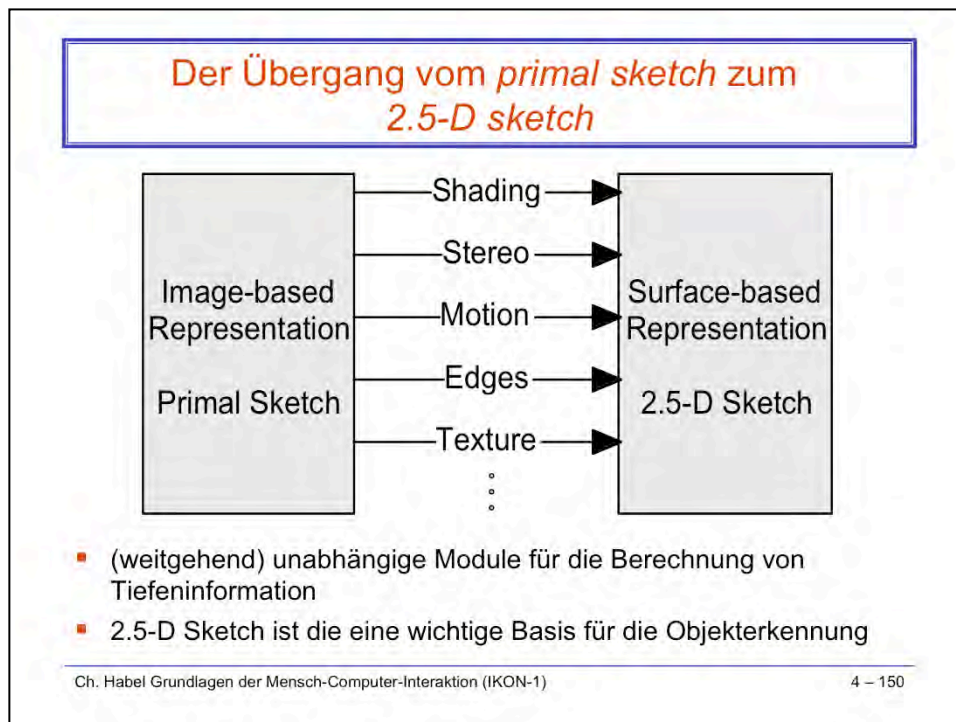 Der Übergang vom primal sketch zum
2.5-D sketch
Image-based
Representation
Primal Sketch
Shading
Stereo
Motion
Edges
Texture
Surface-based
Representation
2.5-D Sketch
(weitgehend) unabhängige Module für die Berechnung von
Tiefeninformation
2.5-D Sketch ist die eine wichtige Basis für die Objekterkennung
Ch. Habel Grundlagen der Mensch-Computer-Interaktion (IKON-1)
4 – 150